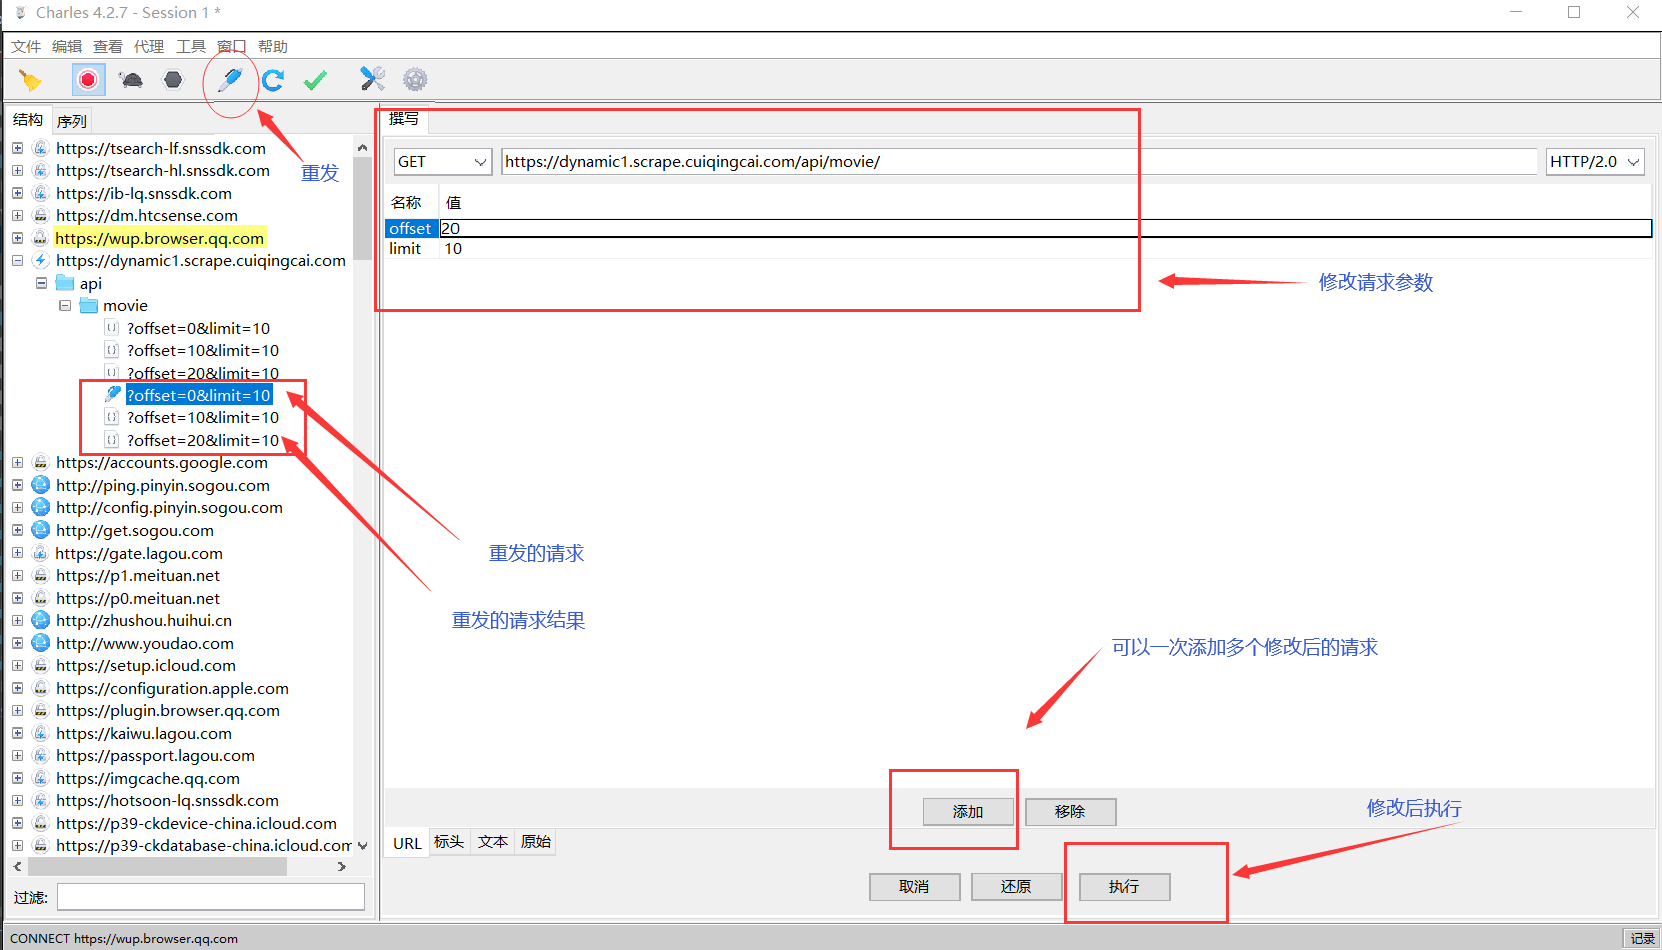 Charles 4.2.7 - Session 1 *
文件 编辑 查看 代理 工具 窗口 帮助
结构 序列
https://tsearch-lf.snssdk.com
https://tsearch-hl.snssdk.com
https://ib-lq.snssdk.com
https://dm.htcsense.com
https://wup.browser.qq.com
https://dynamic1.scrape.cuiqingcai.com
api
movie
?offset=0&limit=10
?offset=10&limit=10
?offset=20&limit=10
?offset=0&limit=10
?offset=10&limit=10
?offset=20&limit=10
https://accounts.google.com
http://ping.pinyin.sogou.com
http://config.pinyin.sogou.com
http://get.sogou.com
https://gate.lagou.com
https://p1.meituan.net
https://p0.meituan.net
http://zhushou.huihui.cn
http://www.youdao.com
https://setup.icloud.com
https://configuration.apple.com
https://plugin.browser.qq.com
https://kaiwu.lagou.com
https://passport.lagou.com
https://imgcache.qq.com
https://hotsoon-lq.snssdk.com
https://p39-ckdevice-china.icloud.com
https://p39-ckdatabase-china.icloud.com
过滤:
重发
撰写
GET https://dynamic1.scrape.cuiqingcai.com/api/movie/ HTTP/2.0
名称 值
offset 20
limit 10
修改请求参数
重发的请求
重发的请求结果
可以一次添加多个修改后的请求
添加 移除
修改后执行
URL 标头 文本 原始
取消 还原 执行
CONNECT https://wup.browser.qq.com 记录